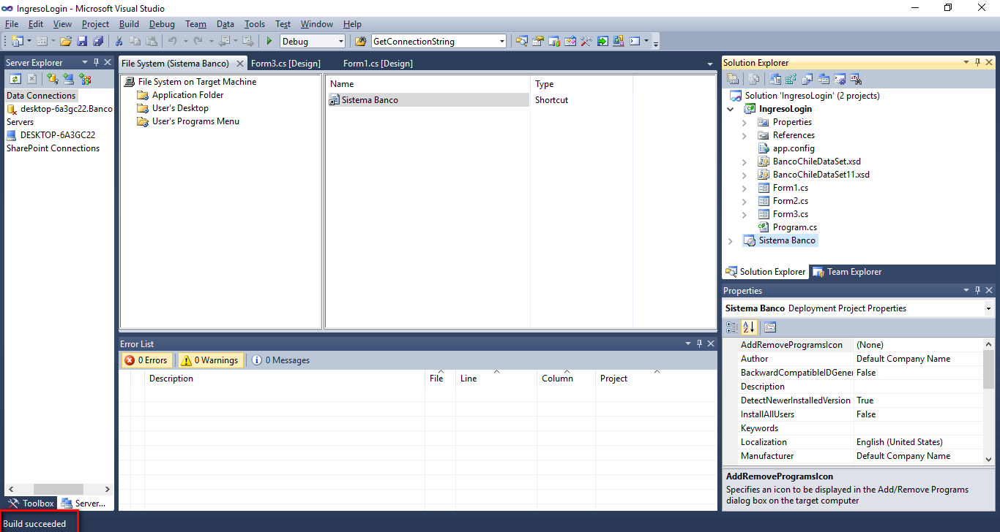 IngresoLogin - Microsoft Visual Studio
File Edit View Project Build Debug Team Data Tools Test Window Help
Debug GetConnectionString
Server Explorer
Data Connections
desktop-6a3gc22.Banco
Servers
DESKTOP-6A3GC22
SharePoint Connections
Toolbox Server...
File System (Sistema Banco) Form3.cs [Design] Form1.cs [Design]
File System on Target Machine
Application Folder
User's Desktop
User's Programs Menu
Name Type
Sistema Banco Shortcut
Error List
0 Errors 0 Warnings 0 Messages
Description File Line Column Project
Solution Explorer
Solution 'IngresoLogin' (2 projects)
IngresoLogin
Properties
References
app.config
BancoChileDataSet.xsd
BancoChileDataSet11.xsd
Form1.cs
Form2.cs
Form3.cs
Program.cs
Sistema Banco
Solution Explorer Team Explorer
Properties
Sistema Banco Deployment Project Properties
AddRemoveProgramsIcon (None)
Author Default Company Name
BackwardCompatibleIDGener False
Description
DetectNewerInstalledVersion True
InstallAllUsers False
Keywords
Localization English (United States)
Manufacturer Default Company Name
AddRemoveProgramsIcon
Specifies an icon to be displayed in the Add/Remove Programs
dialog box on the target computer
Build succeeded